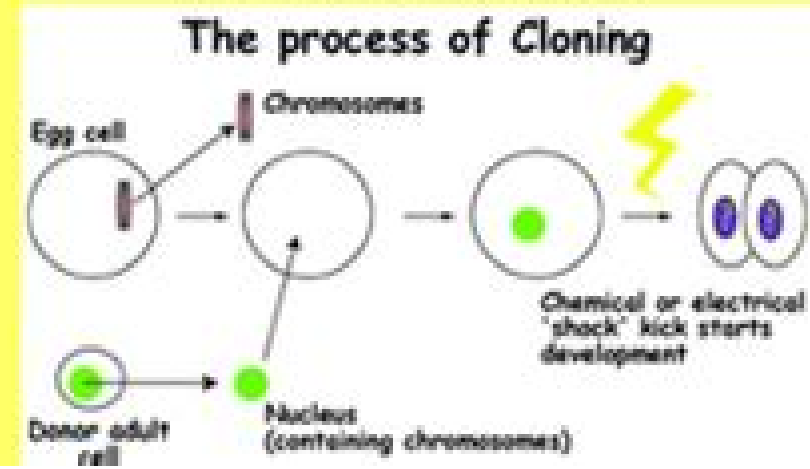 The process of Cloning
Chromosomes
Egg cell
Chemical or electrical
"shock" kick starts
development
Nucleus
(containing chromosomes)
Donor adult
cell